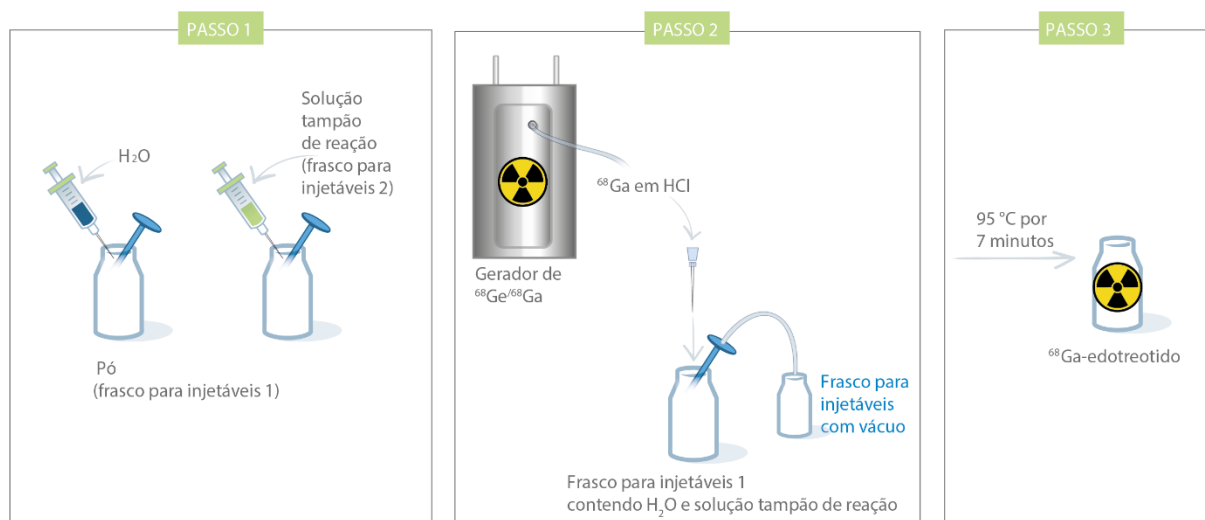 PASSO 1
H₂O
Solução
tampão
de reação
(frasco para
injetáveis 2)
Pó
(frasco para injetáveis 1)
PASSO 2
⁶⁸Ga em HCl
Gerador de
⁶⁸Ge/⁶⁸Ga
Frasco para
injetáveis
com vácuo
Frasco para injetáveis 1
contendo H₂O e solução tampão de reação
PASSO 3
95 °C por
7 minutos
⁶⁸Ga-edotreotido